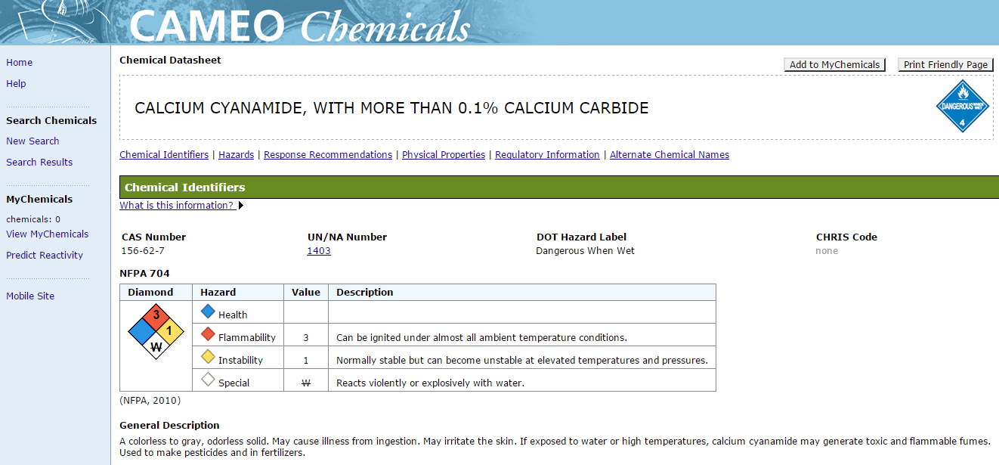 CAMEO Chemicals
Home
Help
Search Chemicals
New Search
Search Results
MyChemicals
chemicals: 0
View MyChemicals
Predict Reactivity
Mobile Site
Chemical Datasheet
Add to MyChemicals
Print Friendly Page
CALCIUM CYANAMIDE, WITH MORE THAN 0.1% CALCIUM CARBIDE
DANGEROUS WHEN WET
4
Chemical Identifiers | Hazards | Response Recommendations | Physical Properties | Regulatory Information | Alternate Chemical Names
Chemical Identifiers
What is this information?
CAS Number UN/NA Number DOT Hazard Label CHRIS Code
156-62-7 1403 Dangerous When Wet none
NFPA 704
Diamond Hazard Value Description
3
1
W
Health
Flammability 3 Can be ignited under almost all ambient temperature conditions.
Instability 1 Normally stable but can become unstable at elevated temperatures and pressures.
Special W Reacts violently or explosively with water.
(NFPA, 2010)
General Description
A colorless to gray, odorless solid. May cause illness from ingestion. May irritate the skin. If exposed to water or high temperatures, calcium cyanamide may generate toxic and flammable fumes.
Used to make pesticides and in fertilizers.